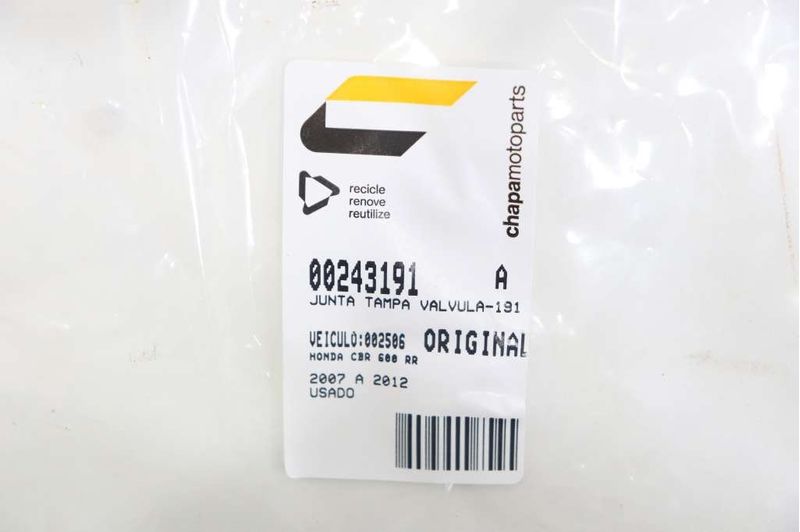 chapamotoparts
recicle
renove
reutilize
00243191 A
JUNTA TAMPA VALVULA-191
VEICULO:002506 ORIGINAL
HONDA CBR 600 RR
2007 A 2012
USADO